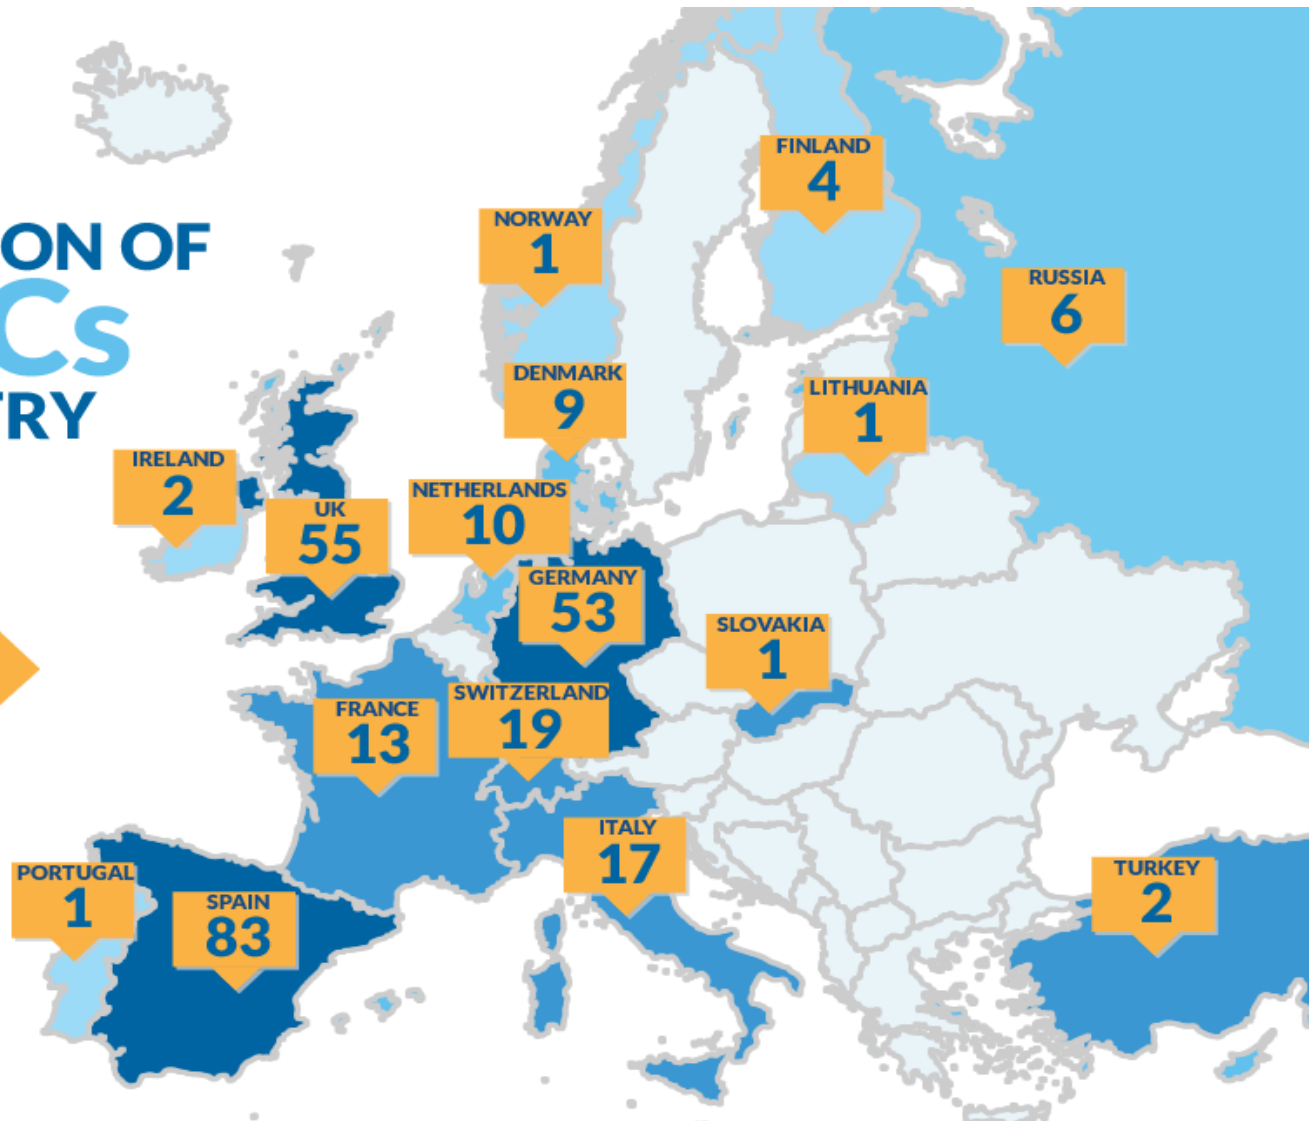 ON OF
Cs
TRY
FINLAND
4
NORWAY
1
RUSSIA
6
DENMARK
9
LITHUANIA
1
IRELAND
2
UK
55
NETHERLANDS
10
GERMANY
53
SLOVAKIA
1
SWITZERLAND
19
FRANCE
13
ITALY
17
PORTUGAL
1
SPAIN
83
TURKEY
2